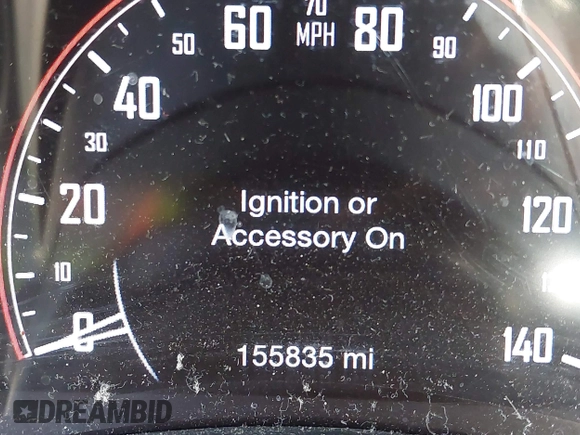 70
50 60 MPH 80 90
40 100
30 110
20 Ignition or 120
Accessory On
10
0 155835 mi 140
DREAMBID